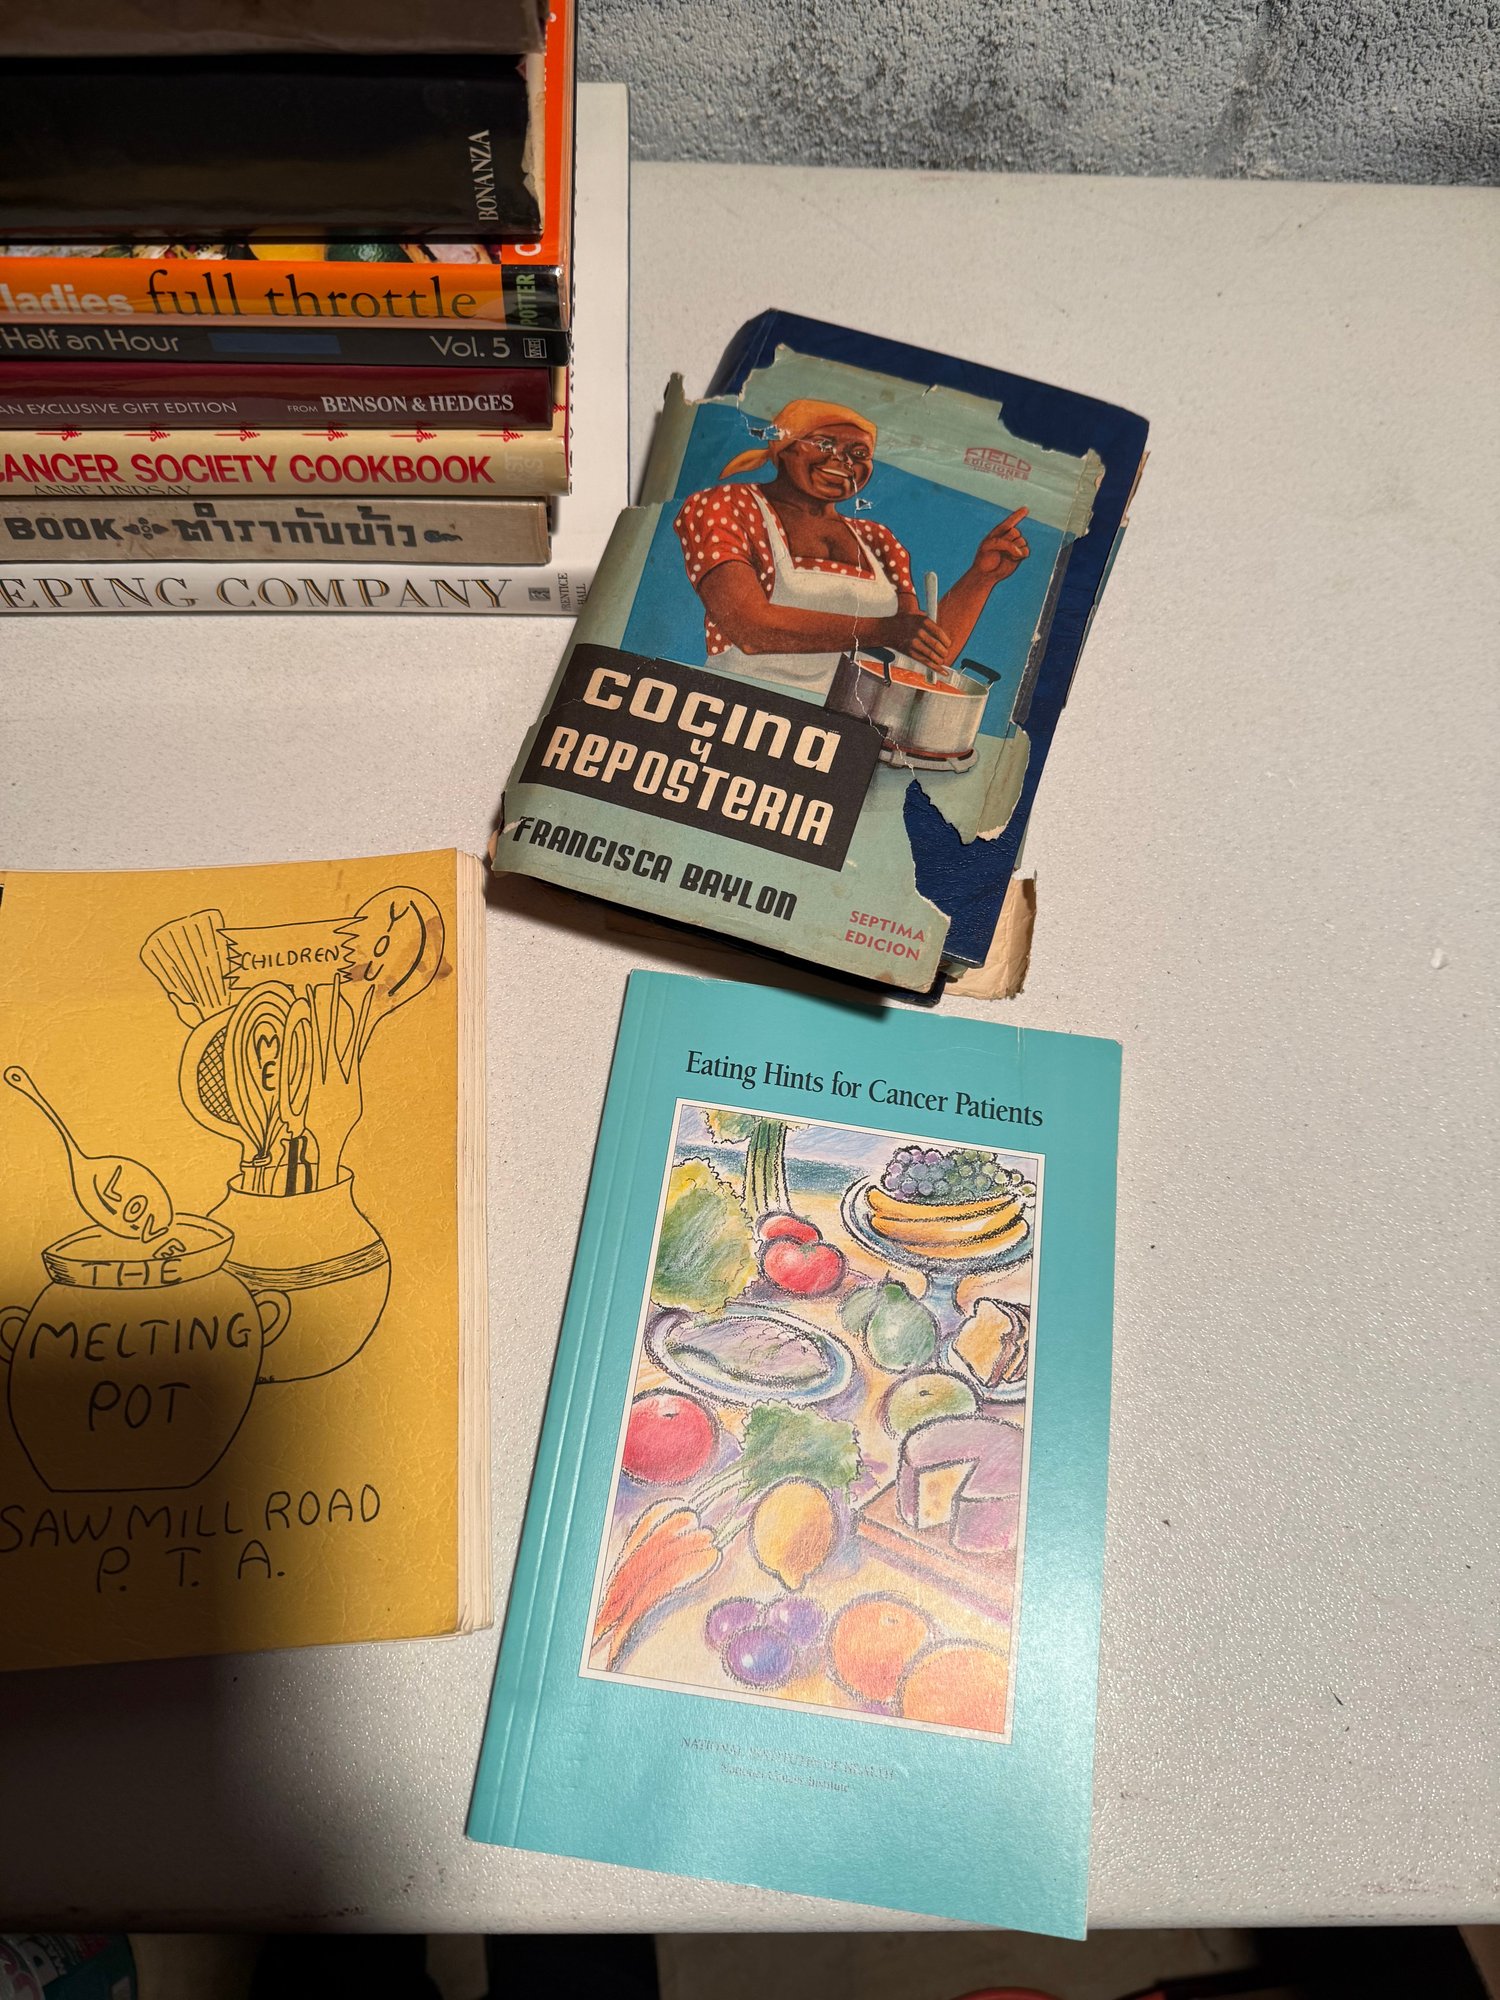 BONANZA
ladies full throttle POTTER
Half an Hour Vol. 5
AN EXCLUSIVE GIFT EDITION FROM BENSON & HEDGES
CANCER SOCIETY COOKBOOK
ANNE LINDSAY
BOOK ตำรากับข้าว
EPING COMPANY PRENTICE HALL
FIELD
EDICIONES
COCINA
Y
REPOSTERIA
FRANCISCA BAYLON
SEPTIMA
EDICION
CHILDREN
YOU
ME
LOVE
THE
MELTING
POT
SAW MILL ROAD
P. T. A.
Eating Hints for Cancer Patients
NATIONAL INSTITUTES OF HEALTH
National Cancer Institute